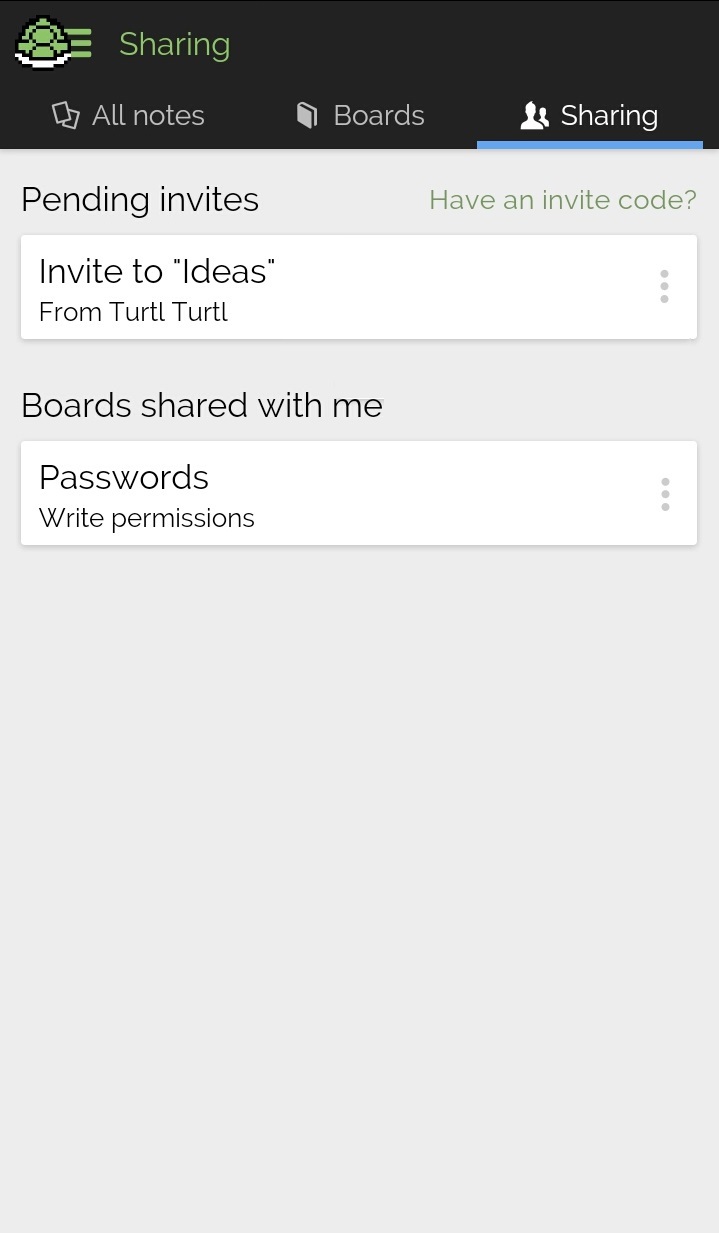 Sharing
All notes
Boards
Sharing
Pending invites
Have an invite code?
Invite to "Ideas"
From Turtl Turtl
Boards shared with me
Passwords
Write permissions